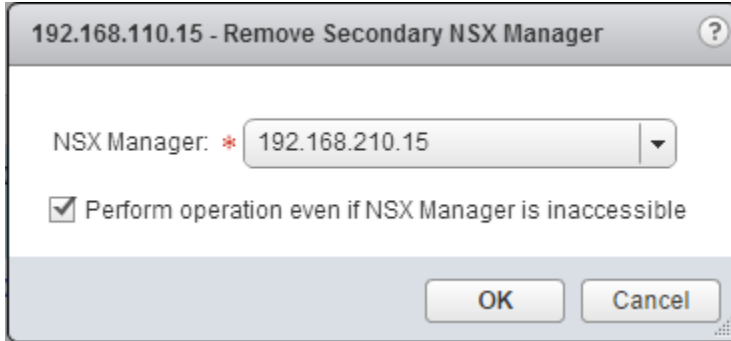 192.168.110.15 - Remove Secondary NSX Manager ?
NSX Manager: * 192.168.210.15
Perform operation even if NSX Manager is inaccessible
OK Cancel